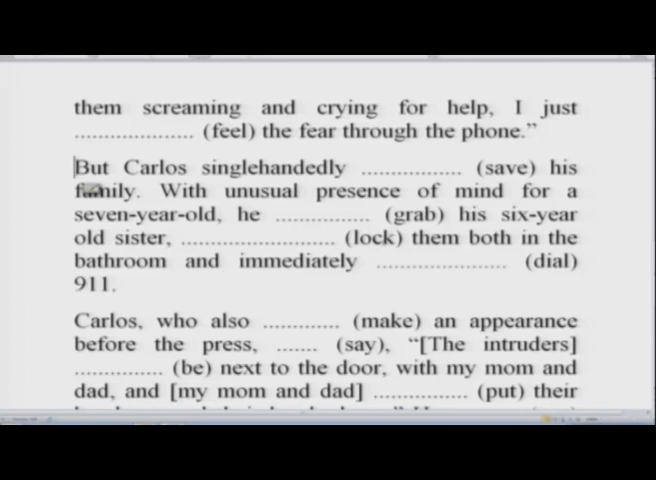 them screaming and crying for help, I just
.................... (feel) the fear through the phone.”
But Carlos singlehandedly ................. (save) his
family. With unusual presence of mind for a
seven-year-old, he ................ (grab) his six-year
old sister, .......................... (lock) them both in the
bathroom and immediately ...................... (dial)
911.
Carlos, who also ............. (make) an appearance
before the press, ....... (say), “[The intruders]
............... (be) next to the door, with my mom and
dad, and [my mom and dad] ................ (put) their